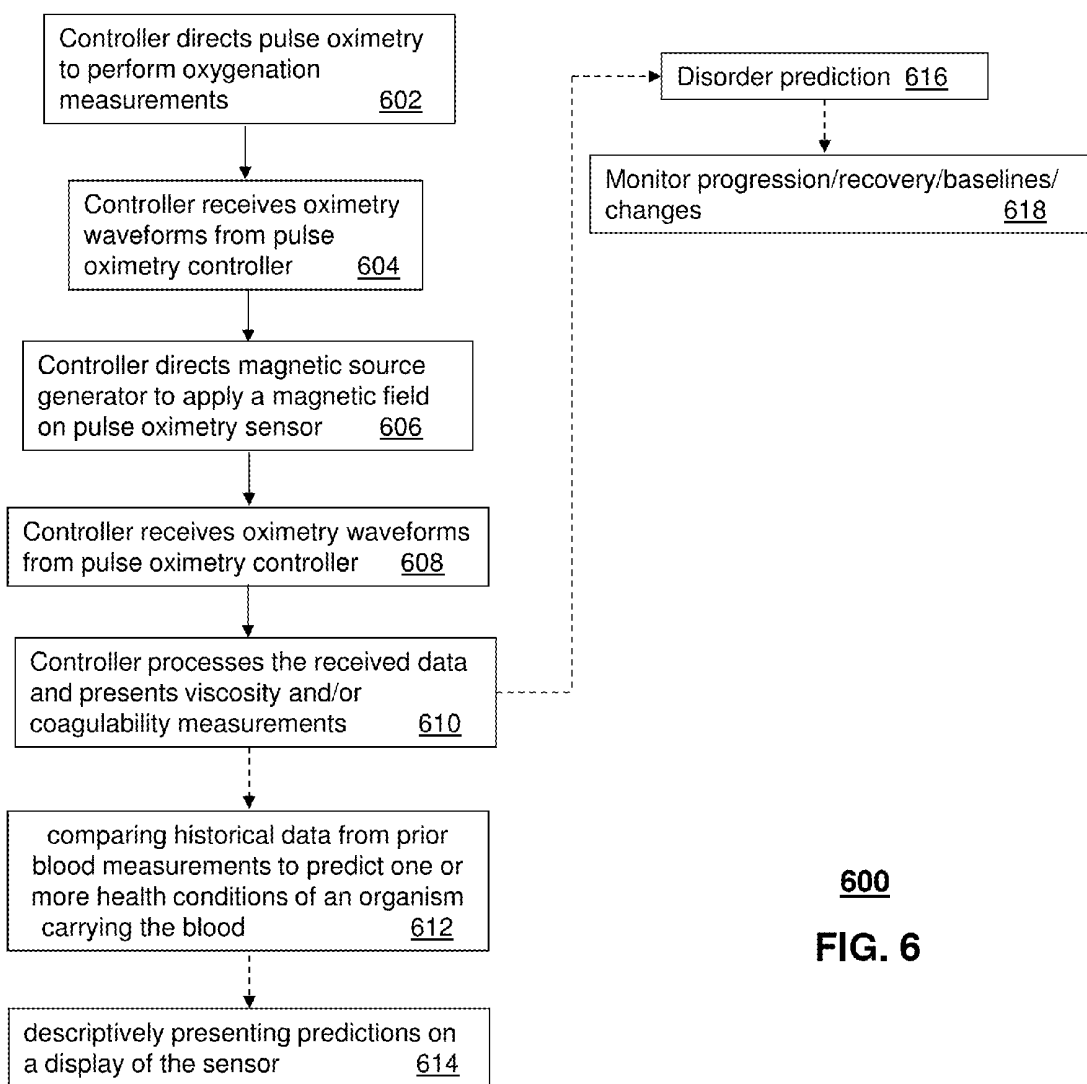 Controller directs pulse oximetry
to perform oxygenation
measurements 602
Controller receives oximetry
waveforms from pulse
oximetry controller 604
Controller directs magnetic source
generator to apply a magnetic field
on pulse oximetry sensor 606
Controller receives oximetry waveforms
from pulse oximetry controller 608
Controller processes the received data
and presents viscosity and/or
coagulability measurements 610
comparing historical data from prior
blood measurements to predict one or
more health conditions of an organism
carrying the blood 612
descriptively presenting predictions on
a display of the sensor 614
Disorder prediction 616
Monitor progression/recovery/baselines/
changes 618
600
FIG. 6